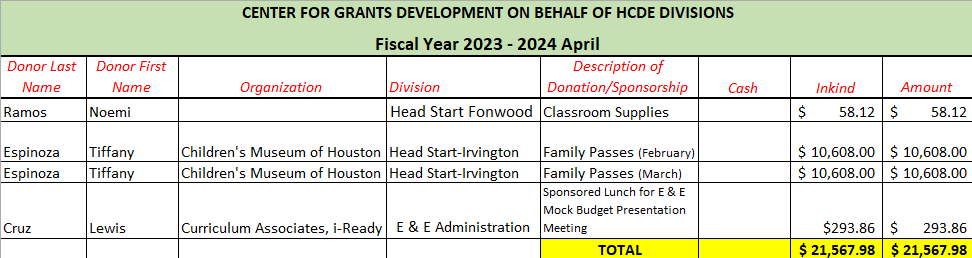 CENTER FOR GRANTS DEVELOPMENT ON BEHALF OF HCDE DIVISIONS
Fiscal Year 2023 - 2024 April
Donor Last Name Donor First Name Organization Division Description of Donation/Sponsorship Cash Inkind Amount
Ramos Noemi Head Start Fonwood Classroom Supplies $ 58.12 $ 58.12
Espinoza Tiffany Children's Museum of Houston Head Start-Irvington Family Passes (February) $ 10,608.00 $ 10,608.00
Espinoza Tiffany Children's Museum of Houston Head Start-Irvington Family Passes (March) $ 10,608.00 $ 10,608.00
Cruz Lewis Curriculum Associates, i-Ready E & E Administration Sponsored Lunch for E & E Mock Budget Presentation Meeting $293.86 $ 293.86
TOTAL $ 21,567.98 $ 21,567.98